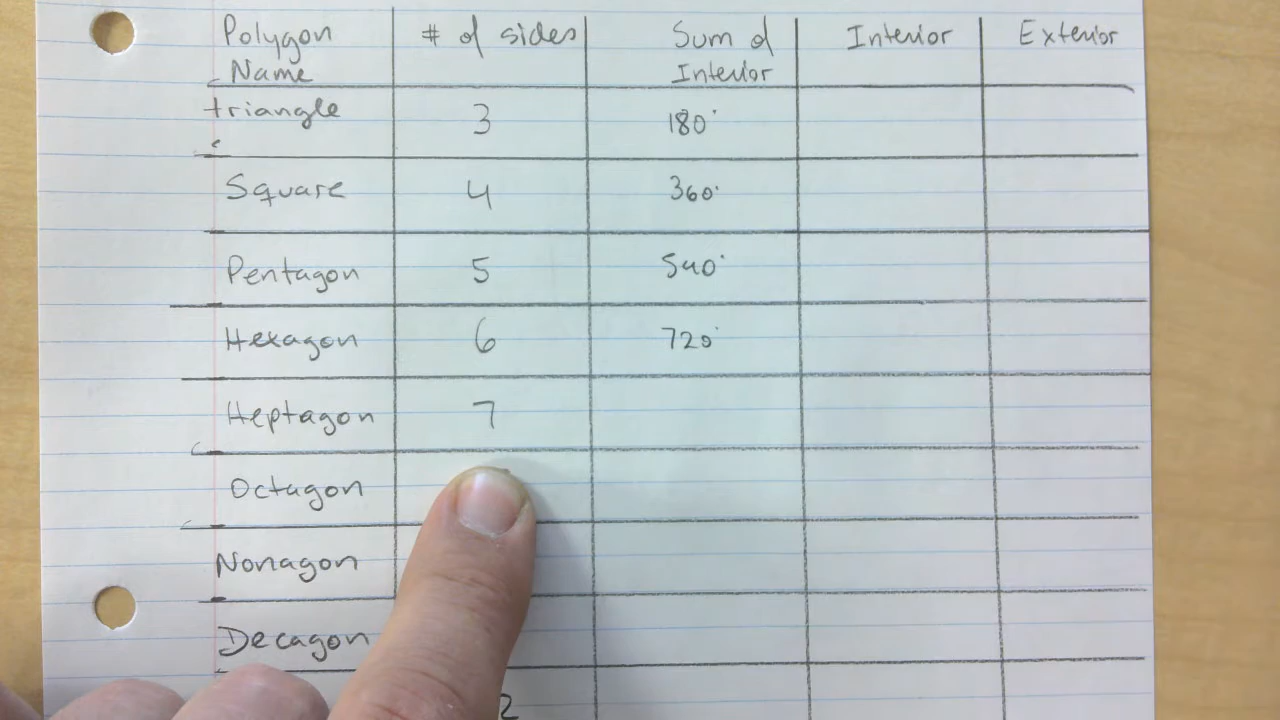 Polygon Name # of sides Sum of Interior Interior Exterior
triangle 3 180°
Square 4 360°
Pentagon 5 540°
Hexagon 6 720°
Heptagon 7
Octagon
Nonagon
Decagon
2